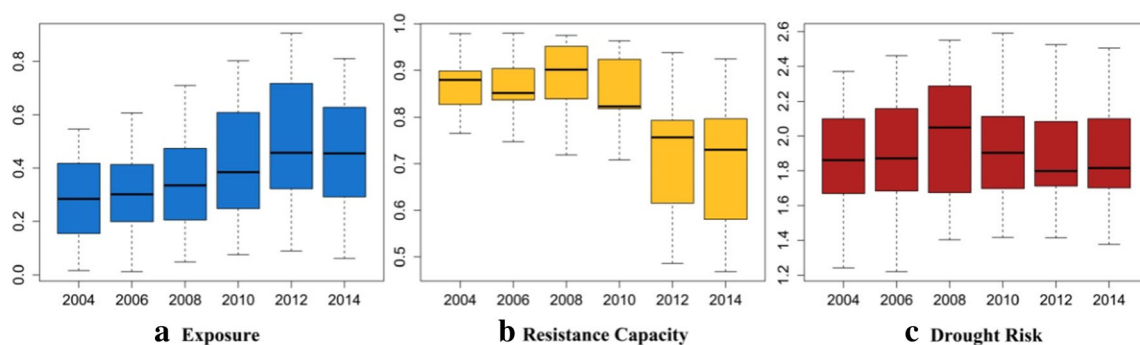 0.0 0.2 0.4 0.6 0.8
2004 2006 2008 2010 2012 2014
a Exposure
0.5 0.6 0.7 0.8 0.9 1.0
2004 2006 2008 2010 2012 2014
b Resistance Capacity
1.2 1.4 1.6 1.8 2.0 2.2 2.4 2.6
2004 2006 2008 2010 2012 2014
c Drought Risk